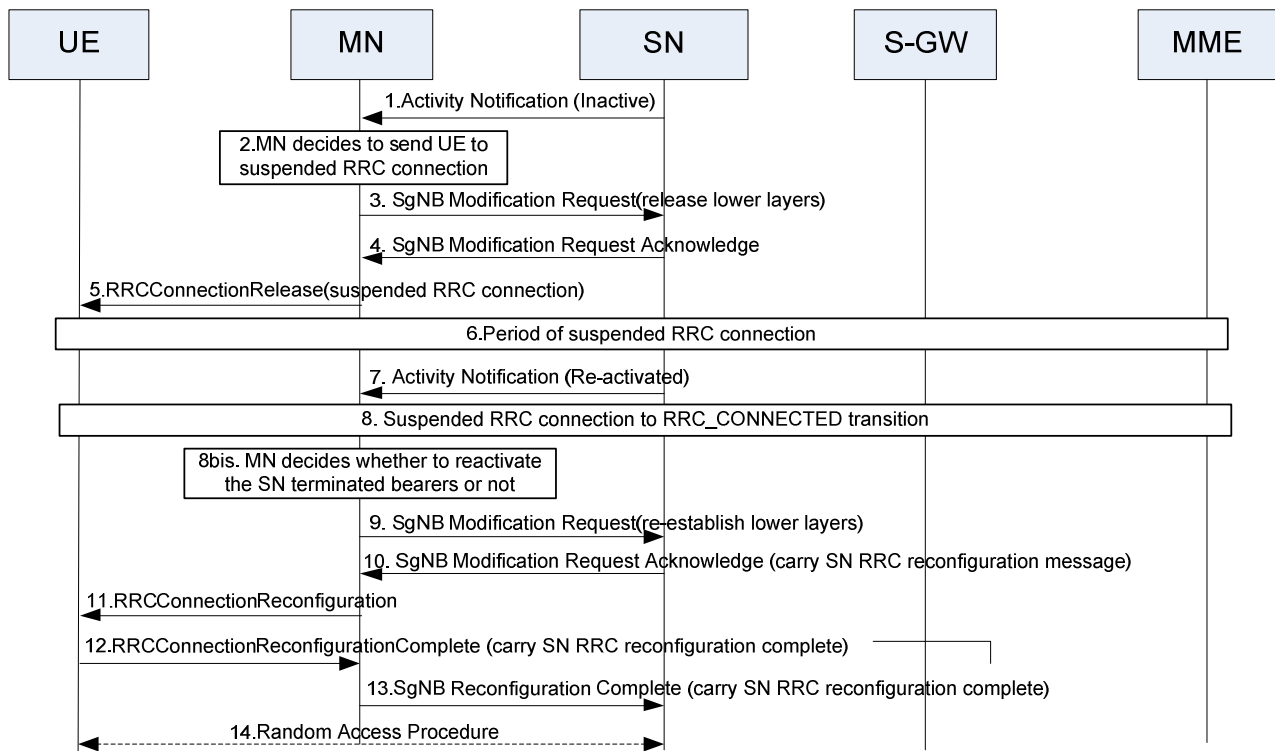 UE MN SN S-GW MME
1.Activity Notification (Inactive)
2.MN decides to send UE to
suspended RRC connection
3. SgNB Modification Request(release lower layers)
4. SgNB Modification Request Acknowledge
5.RRCConnectionRelease(suspended RRC connection)
6.Period of suspended RRC connection
7. Activity Notification (Re-activated)
8. Suspended RRC connection to RRC_CONNECTED transition
8bis. MN decides whether to reactivate
the SN terminated bearers or not
9. SgNB Modification Request(re-establish lower layers)
10. SgNB Modification Request Acknowledge (carry SN RRC reconfiguration message)
11.RRCConnectionReconfiguration
12.RRCConnectionReconfigurationComplete (carry SN RRC reconfiguration complete)
13.SgNB Reconfiguration Complete (carry SN RRC reconfiguration complete)
14.Random Access Procedure